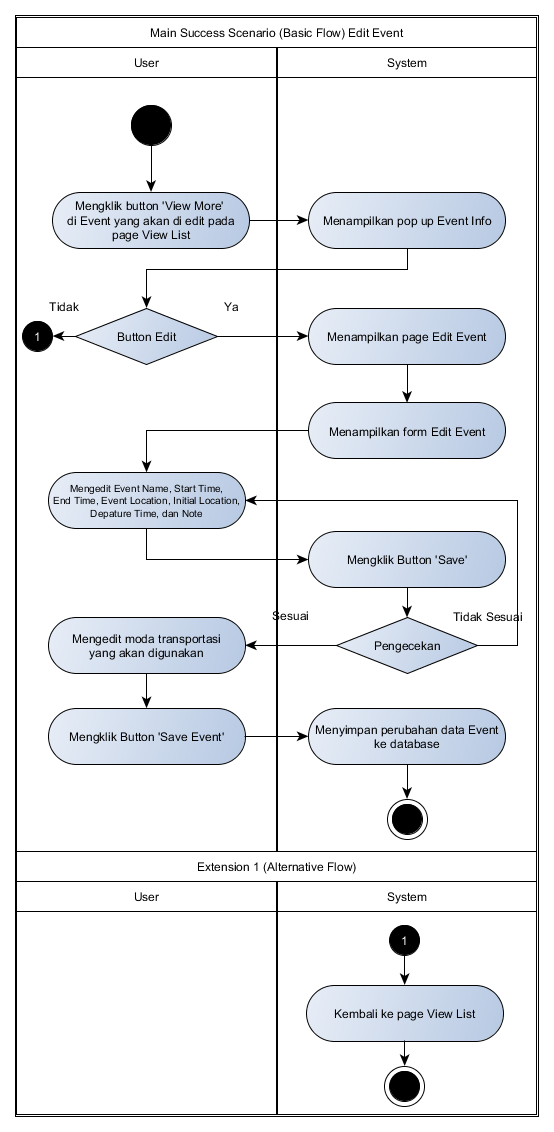 Main Success Scenario (Basic Flow) Edit Event
User
System
Mengklik button 'View More'
di Event yang akan di edit pada
page View List
Menampilkan pop up Event Info
Tidak
Ya
1
Button Edit
Menampilkan page Edit Event
Menampilkan form Edit Event
Mengedit Event Name, Start Time,
End Time, Event Location, Initial Location,
Depature Time, dan Note
Mengklik Button 'Save'
Sesuai
Tidak Sesuai
Pengecekan
Mengedit moda transportasi
yang akan digunakan
Mengklik Button 'Save Event'
Menyimpan perubahan data Event
ke database
Extension 1 (Alternative Flow)
User
System
1
Kembali ke page View List